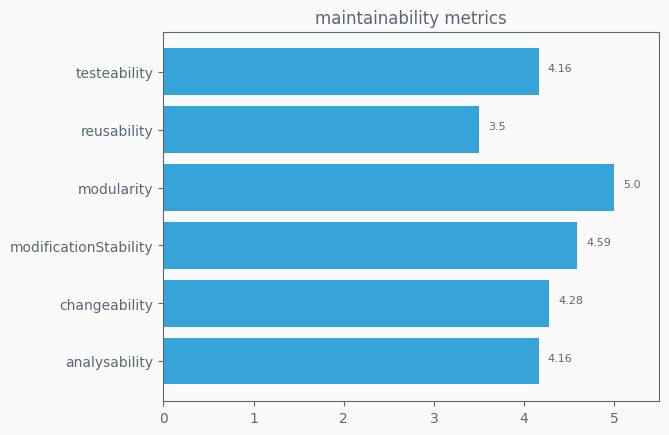 maintainability metrics
testeability 4.16
reusability 3.5
modularity 5.0
modificationStability 4.59
changeability 4.28
analysability 4.16
0 1 2 3 4 5